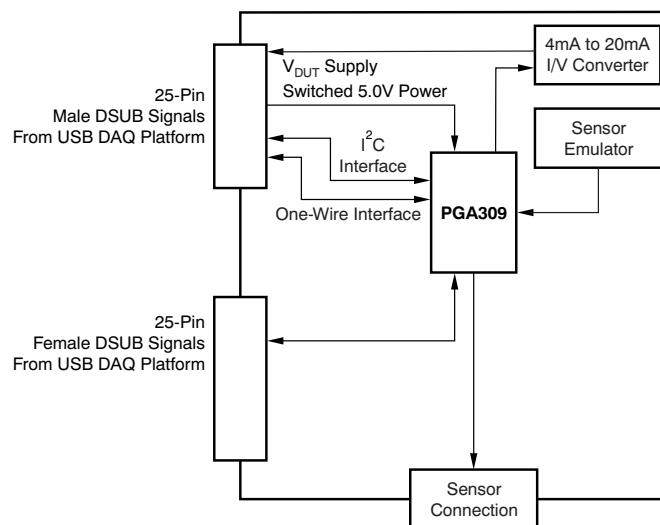 4mA to 20mA
I/V Converter
V_DUT Supply
Switched 5.0V Power
25-Pin
Male DSUB Signals
From USB DAQ Platform
I²C
Interface
Sensor
Emulator
One-Wire Interface
PGA309
25-Pin
Female DSUB Signals
From USB DAQ Platform
Sensor
Connection